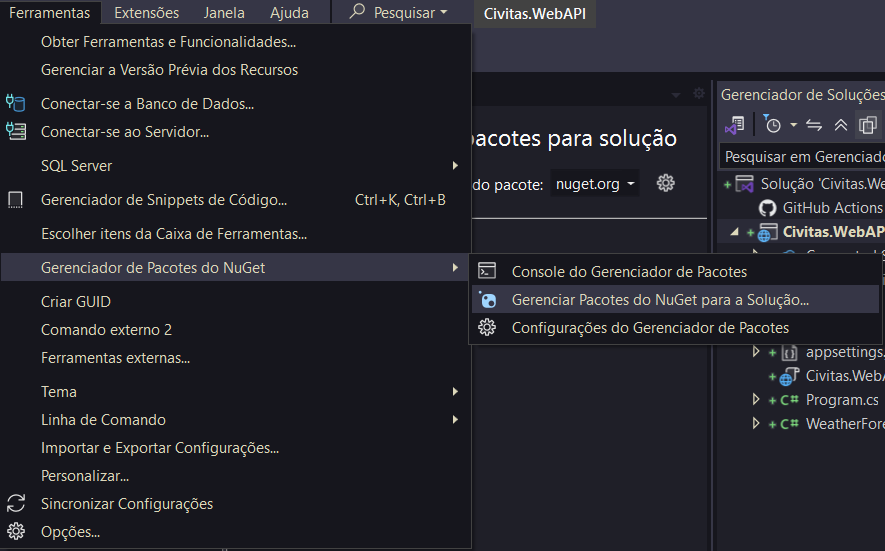 Ferramentas Extensões Janela Ajuda Pesquisar Civitas.WebAPI
Obter Ferramentas e Funcionalidades...
Gerenciar a Versão Prévia dos Recursos
Conectar-se a Banco de Dados...
Conectar-se ao Servidor...
SQL Server
Gerenciador de Snippets de Código... Ctrl+K, Ctrl+B
Escolher itens da Caixa de Ferramentas...
Gerenciador de Pacotes do NuGet
Criar GUID
Comando externo 2
Ferramentas externas...
Tema
Linha de Comando
Importar e Exportar Configurações...
Personalizar...
Sincronizar Configurações
Opções...
Console do Gerenciador de Pacotes
Gerenciar Pacotes do NuGet para a Solução...
Configurações do Gerenciador de Pacotes
pacotes para solução
do pacote: nuget.org
Gerenciador de Soluções
Pesquisar em Gerenciad
Solução 'Civitas.We
GitHub Actions
Civitas.WebAP
appsettings.
Civitas.WebA
C# Program.cs
C# WeatherFore